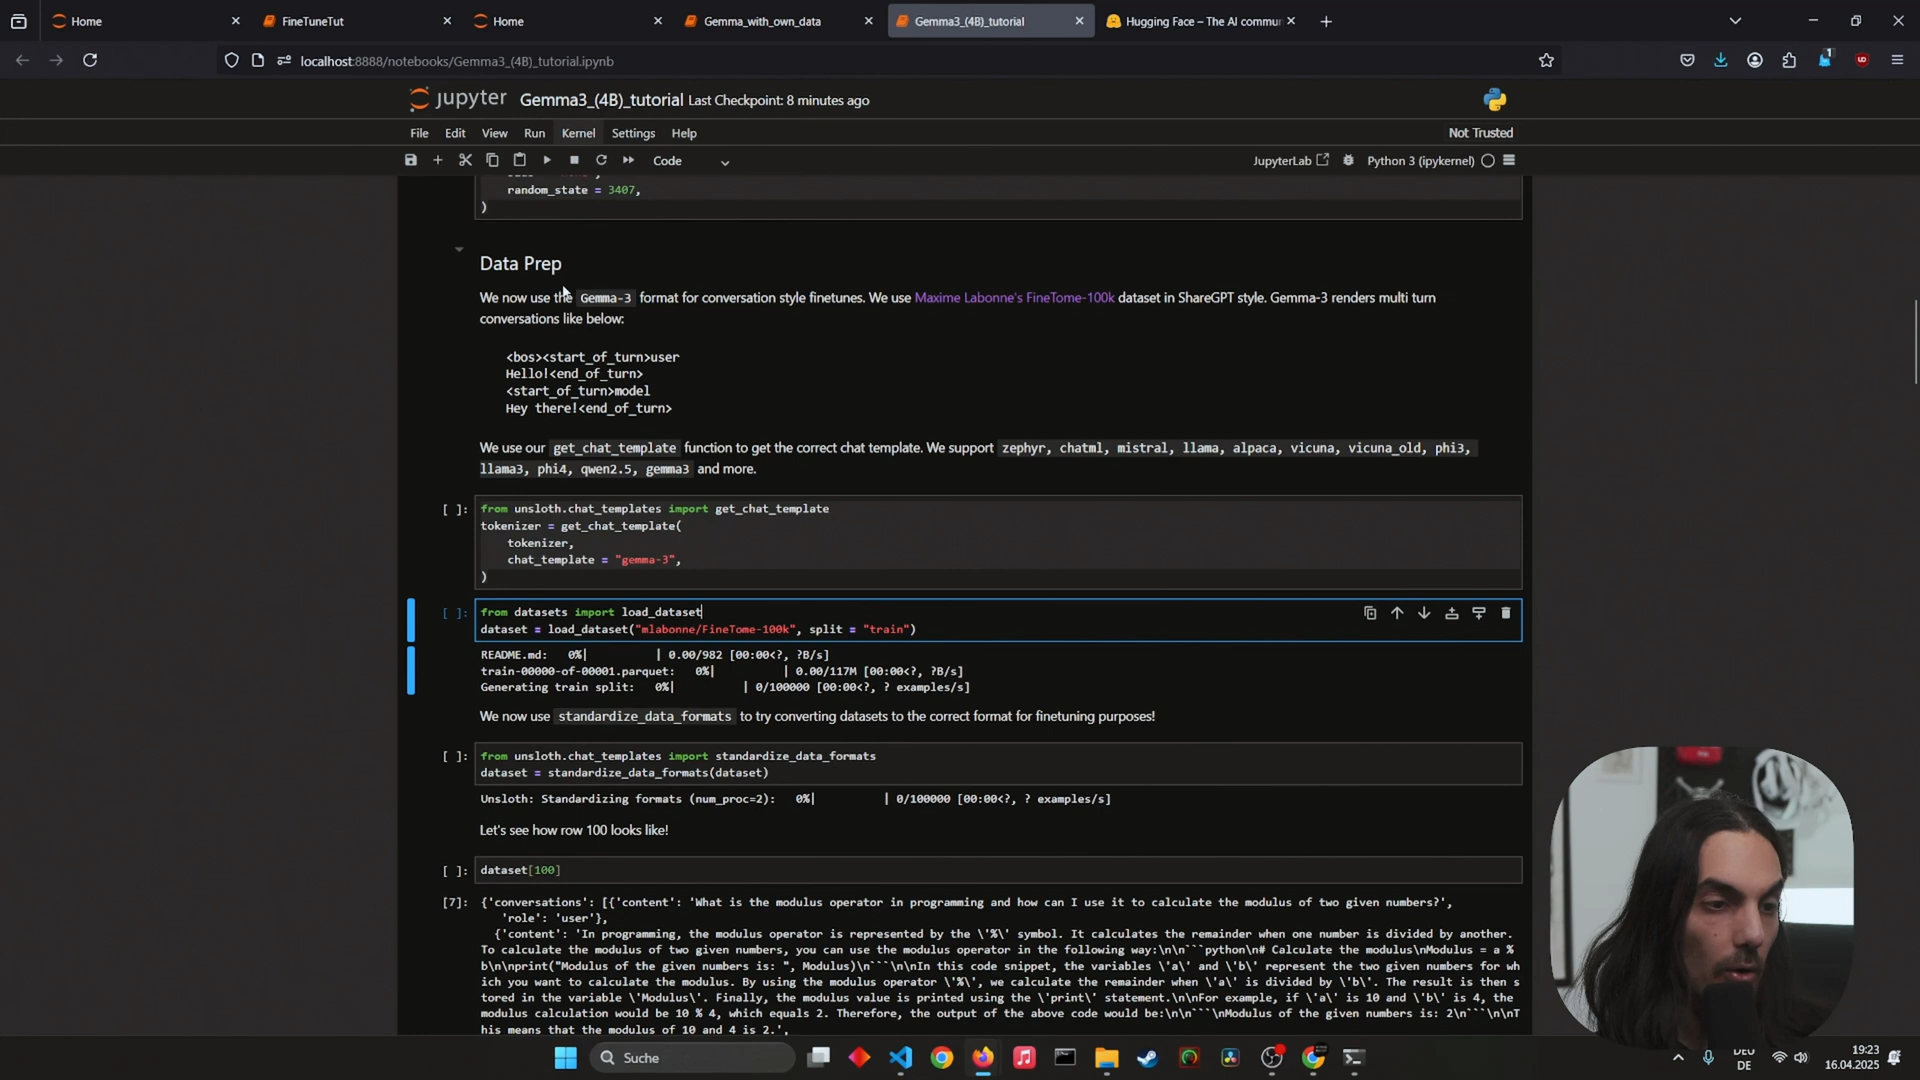 Home
FineTuneTut
Home
Gemma_with_own_data
Gemma3_(4B)_tutorial
Hugging Face – The AI commu
localhost:8888/notebooks/Gemma3_(4B)_tutorial.ipynb
1
jupyter Gemma3_(4B)_tutorial Last Checkpoint: 8 minutes ago
File Edit View Run Kernel Settings Help
Not Trusted
Code
JupyterLab
Python 3 (ipykernel)
random_state = 3407,
)
Data Prep
We now use the Gemma-3 format for conversation style finetunes. We use Maxime Labonne's FineTome-100k dataset in ShareGPT style. Gemma-3 renders multi turn
conversations like below:
<bos><start_of_turn>user
Hello!<end_of_turn>
<start_of_turn>model
Hey there!<end_of_turn>
We use our get_chat_template function to get the correct chat template. We support zephyr, chatml, mistral, llama, alpaca, vicuna, vicuna_old, phi3,
llama3, phi4, qwen2.5, gemma3 and more.
[ ]: from unsloth.chat_templates import get_chat_template
tokenizer = get_chat_template(
tokenizer,
chat_template = "gemma-3",
)
[ ]: from datasets import load_dataset
dataset = load_dataset("mlabonne/FineTome-100k", split = "train")
README.md: 0%| | 0.00/982 [00:00<?, ?B/s]
train-00000-of-00001.parquet: 0%| | 0.00/117M [00:00<?, ?B/s]
Generating train split: 0%| | 0/100000 [00:00<?, ? examples/s]
We now use standardize_data_formats to try converting datasets to the correct format for finetuning purposes!
[ ]: from unsloth.chat_templates import standardize_data_formats
dataset = standardize_data_formats(dataset)
Unsloth: Standardizing formats (num_proc=2): 0%| | 0/100000 [00:00<?, ? examples/s]
Let's see how row 100 looks like!
[ ]: dataset[100]
[7]: {'conversations': [{'content': 'What is the modulus operator in programming and how can I use it to calculate the modulus of two given numbers?',
'role': 'user'},
{'content': 'In programming, the modulus operator is represented by the \'%\' symbol. It calculates the remainder when one number is divided by another.
To calculate the modulus of two given numbers, you can use the modulus operator in the following way:\n\n```python\n# Calculate the modulus\nModulus = a %
b\n\nprint("Modulus of the given numbers is: ", Modulus)\n```\n\nIn this code snippet, the variables \'a\' and \'b\' represent the two given numbers for wh
ich you want to calculate the modulus. By using the modulus operator \'%\', we calculate the remainder when \'a\' is divided by \'b\'. The result is then s
tored in the variable \'Modulus\'. Finally, the modulus value is printed using the \'print\' statement.\n\nFor example, if \'a\' is 10 and \'b\' is 4, the
modulus calculation would be 10 % 4, which equals 2. Therefore, the output of the above code would be:\n\n```\nModulus of the given numbers is: 2\n```\n\nT
his means that the modulus of 10 and 4 is 2.',
Suche
DEU
DE
19:23
16.04.2025